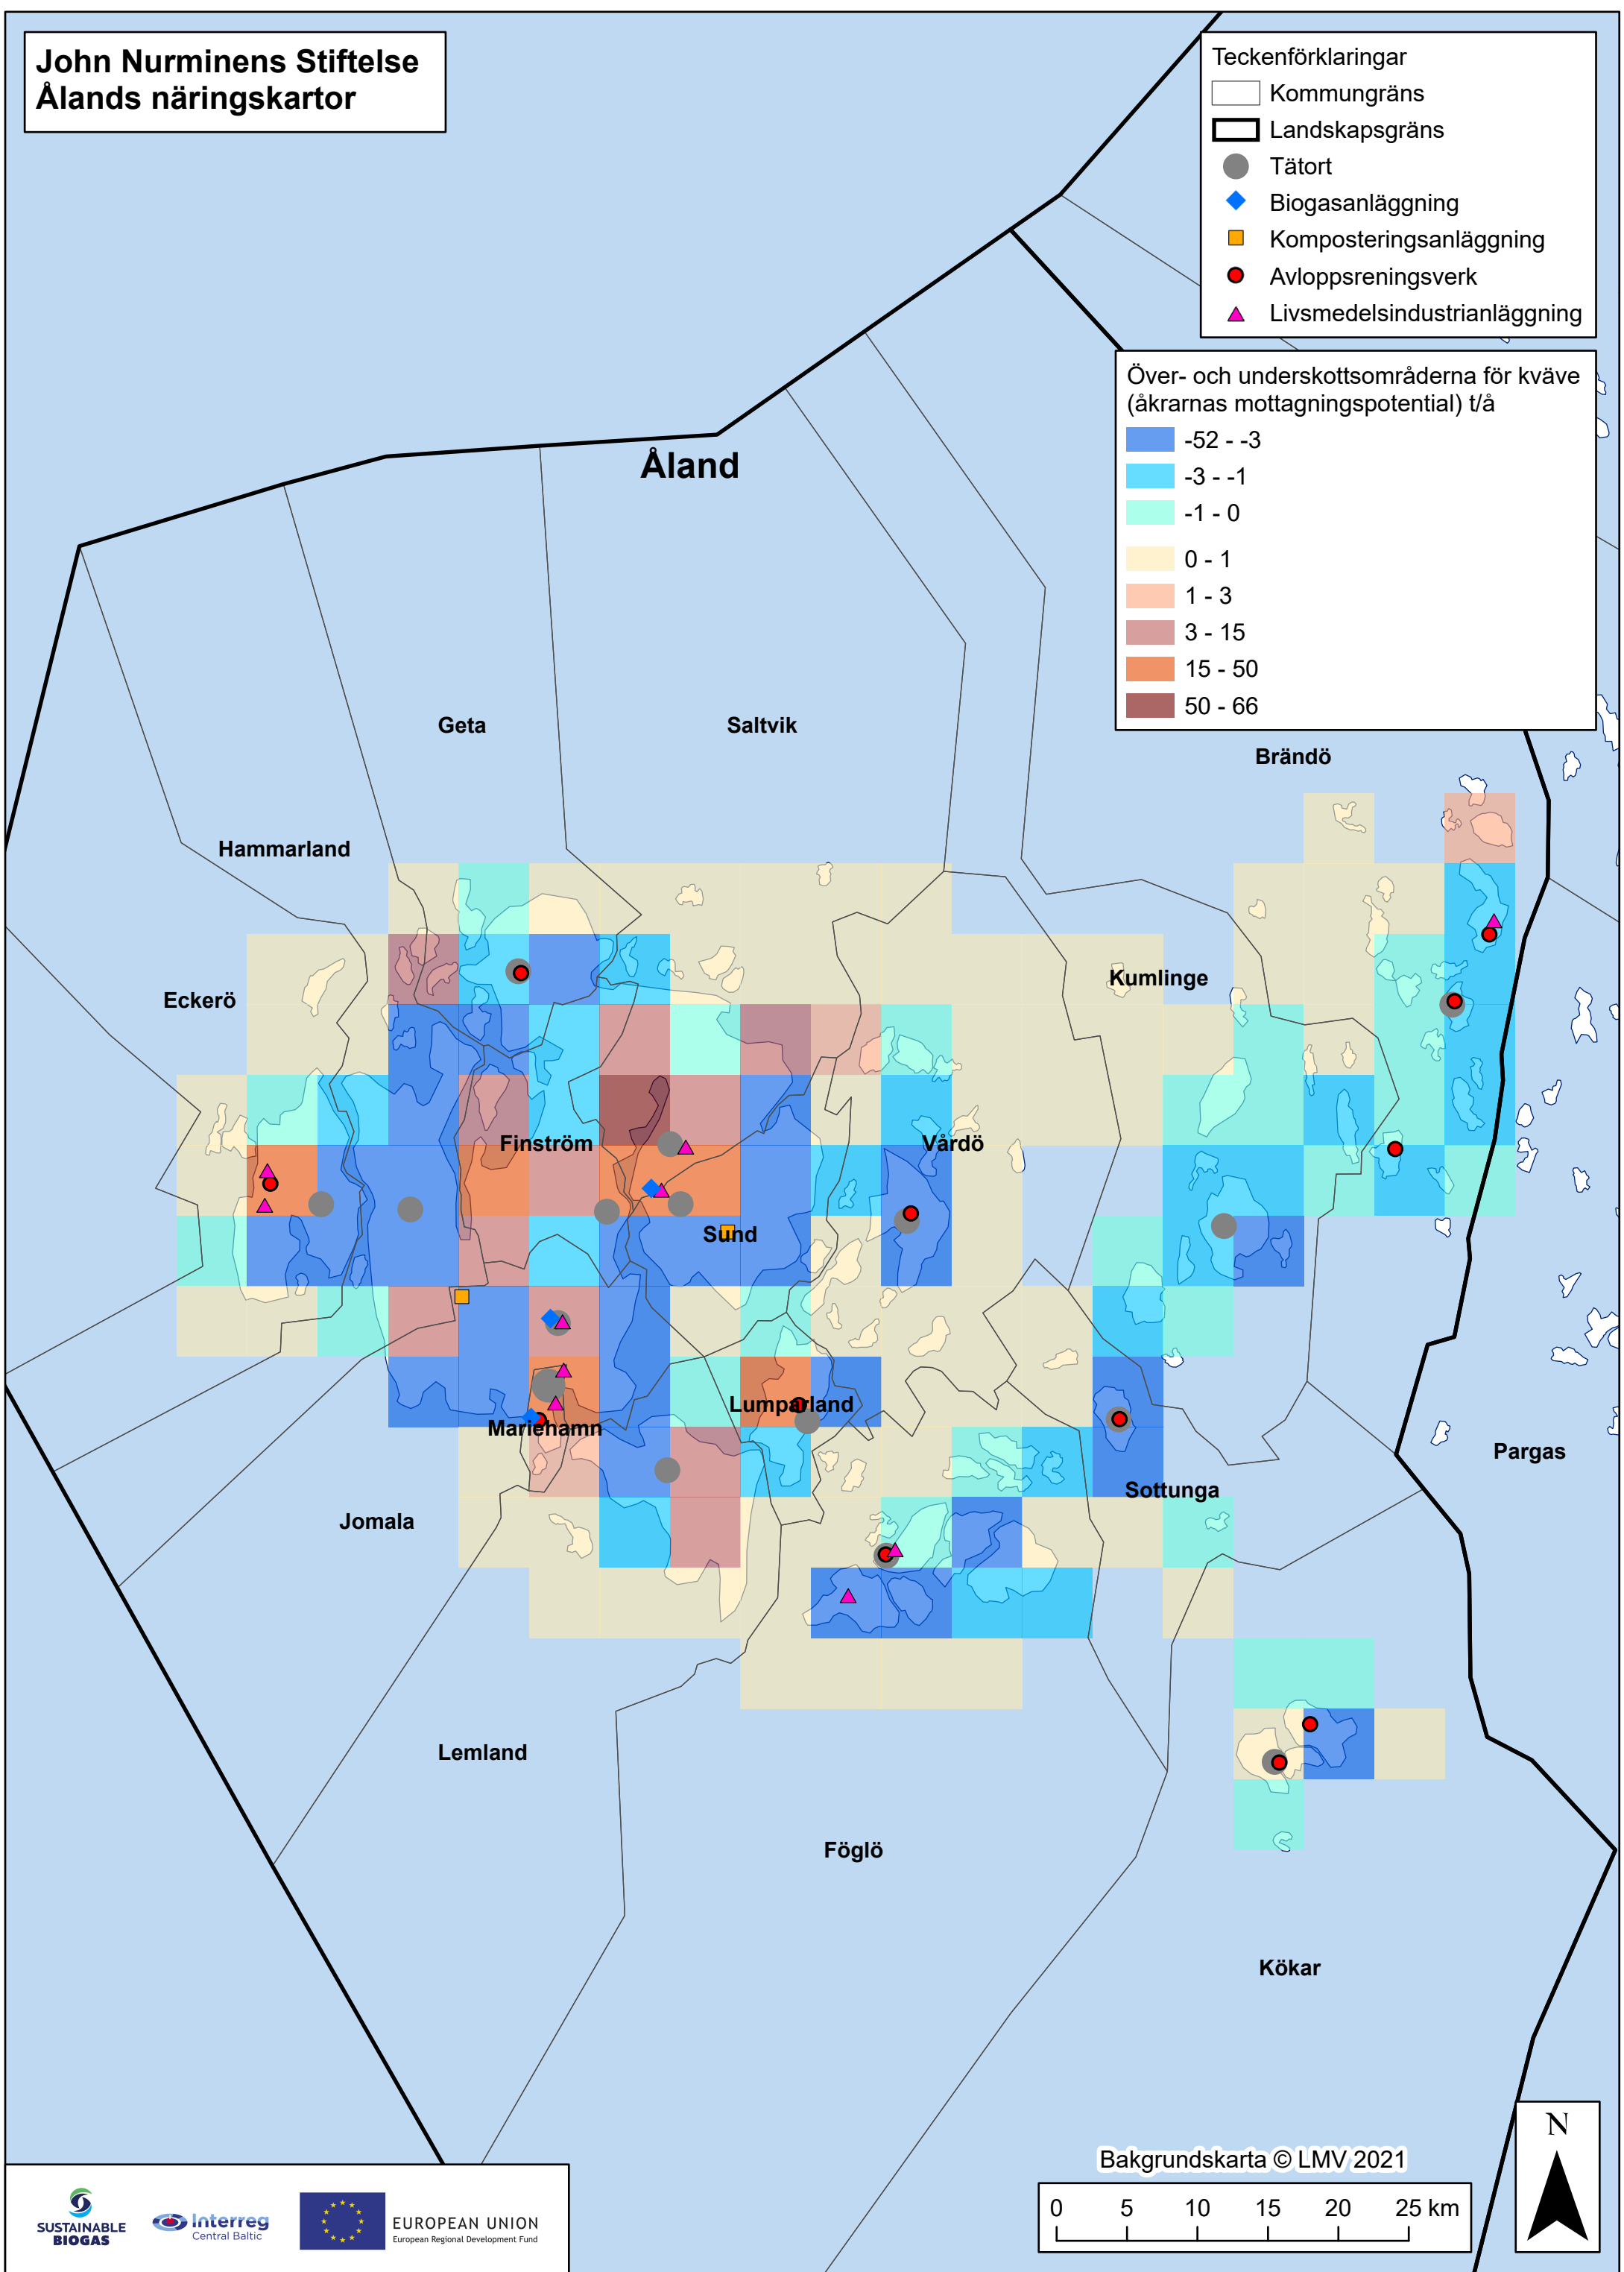 John Nurminens Stiftelse
Ålands näringskartor
Teckenförklaringar
Kommungräns
Landskapsgräns
Tätort
Biogasanläggning
Komposteringsanläggning
Avloppsreningsverk
Livsmedelsindustrianläggning
Över- och underskottsområderna för kväve
(åkrarnas mottagningspotential) t/å
-52 - -3
-3 - -1
-1 - 0
0 - 1
1 - 3
3 - 15
15 - 50
50 - 66
Åland
Geta
Saltvik
Brändö
Hammarland
Kumlinge
Eckerö
Finström
Vårdö
Sund
Lumparland
Mariehamn
Pargas
Sottunga
Jomala
Lemland
Föglö
Kökar
N
Bakgrundskarta © LMV 2021
0 5 10 15 20 25 km
SUSTAINABLE
BIOGAS
Interreg
Central Baltic
EUROPEAN UNION
European Regional Development Fund